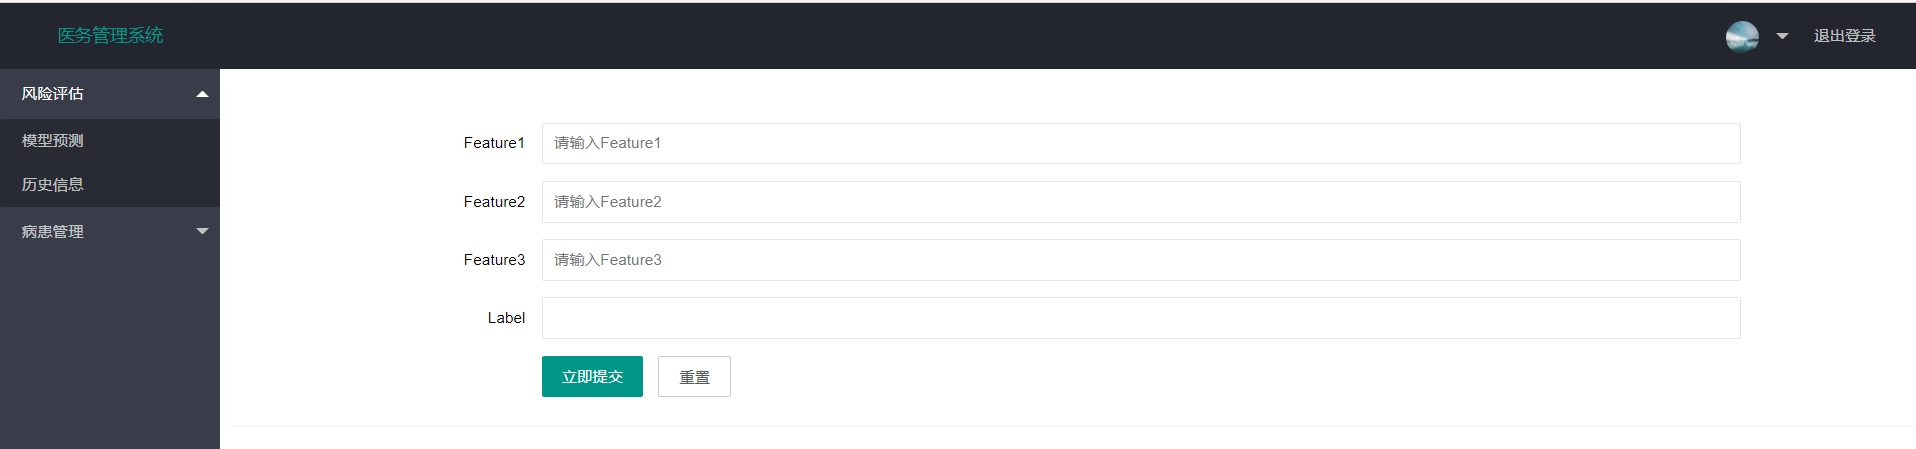 医务管理系统
退出登录
风险评估
模型预测
历史信息
病患管理
Feature1 请输入Feature1
Feature2 请输入Feature2
Feature3 请输入Feature3
Label
立即提交 重置